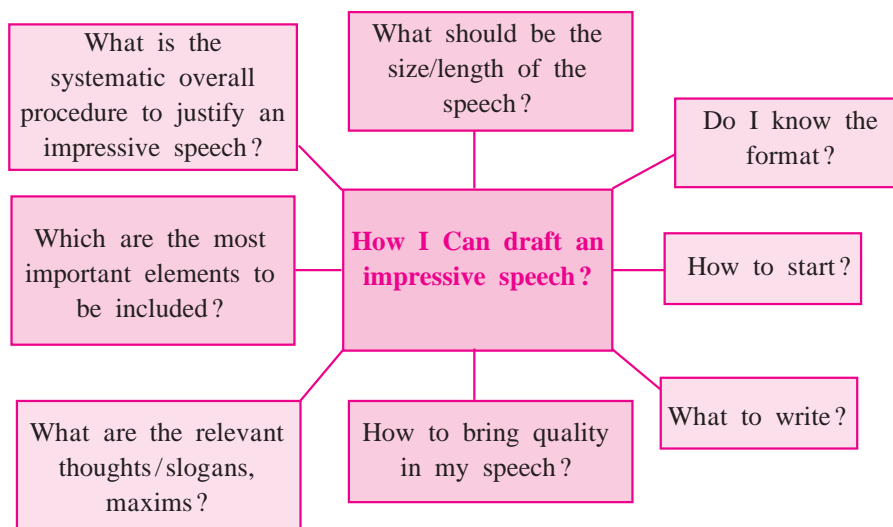 What is the
systematic overall
procedure to justify an
impressive speech?
What should be the
size/length of the
speech?
Do I know the
format?
Which are the most
important elements to
be included?
How I Can draft an
impressive speech?
How to start?
What are the relevant
thoughts/slogans,
maxims?
How to bring quality
in my speech?
What to write?